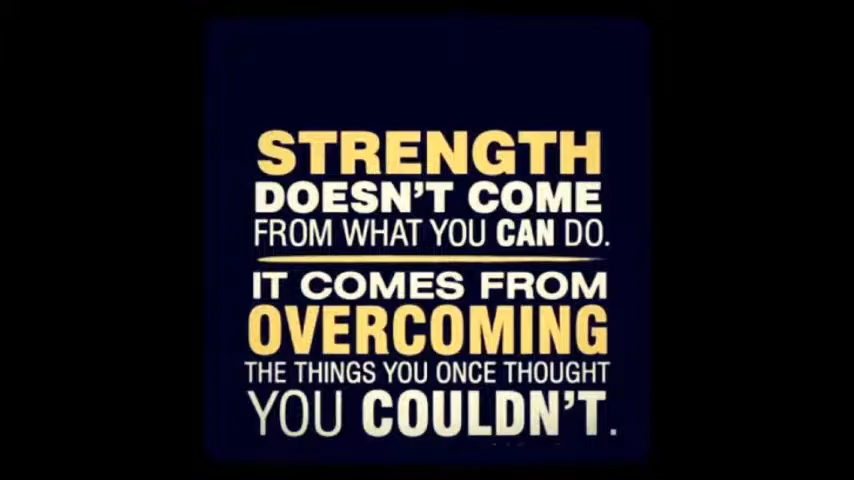 STRENGTH
DOESN'T COME
FROM WHAT YOU CAN DO.
IT COMES FROM
OVERCOMING
THE THINGS YOU ONCE THOUGHT
YOU COULDN'T.